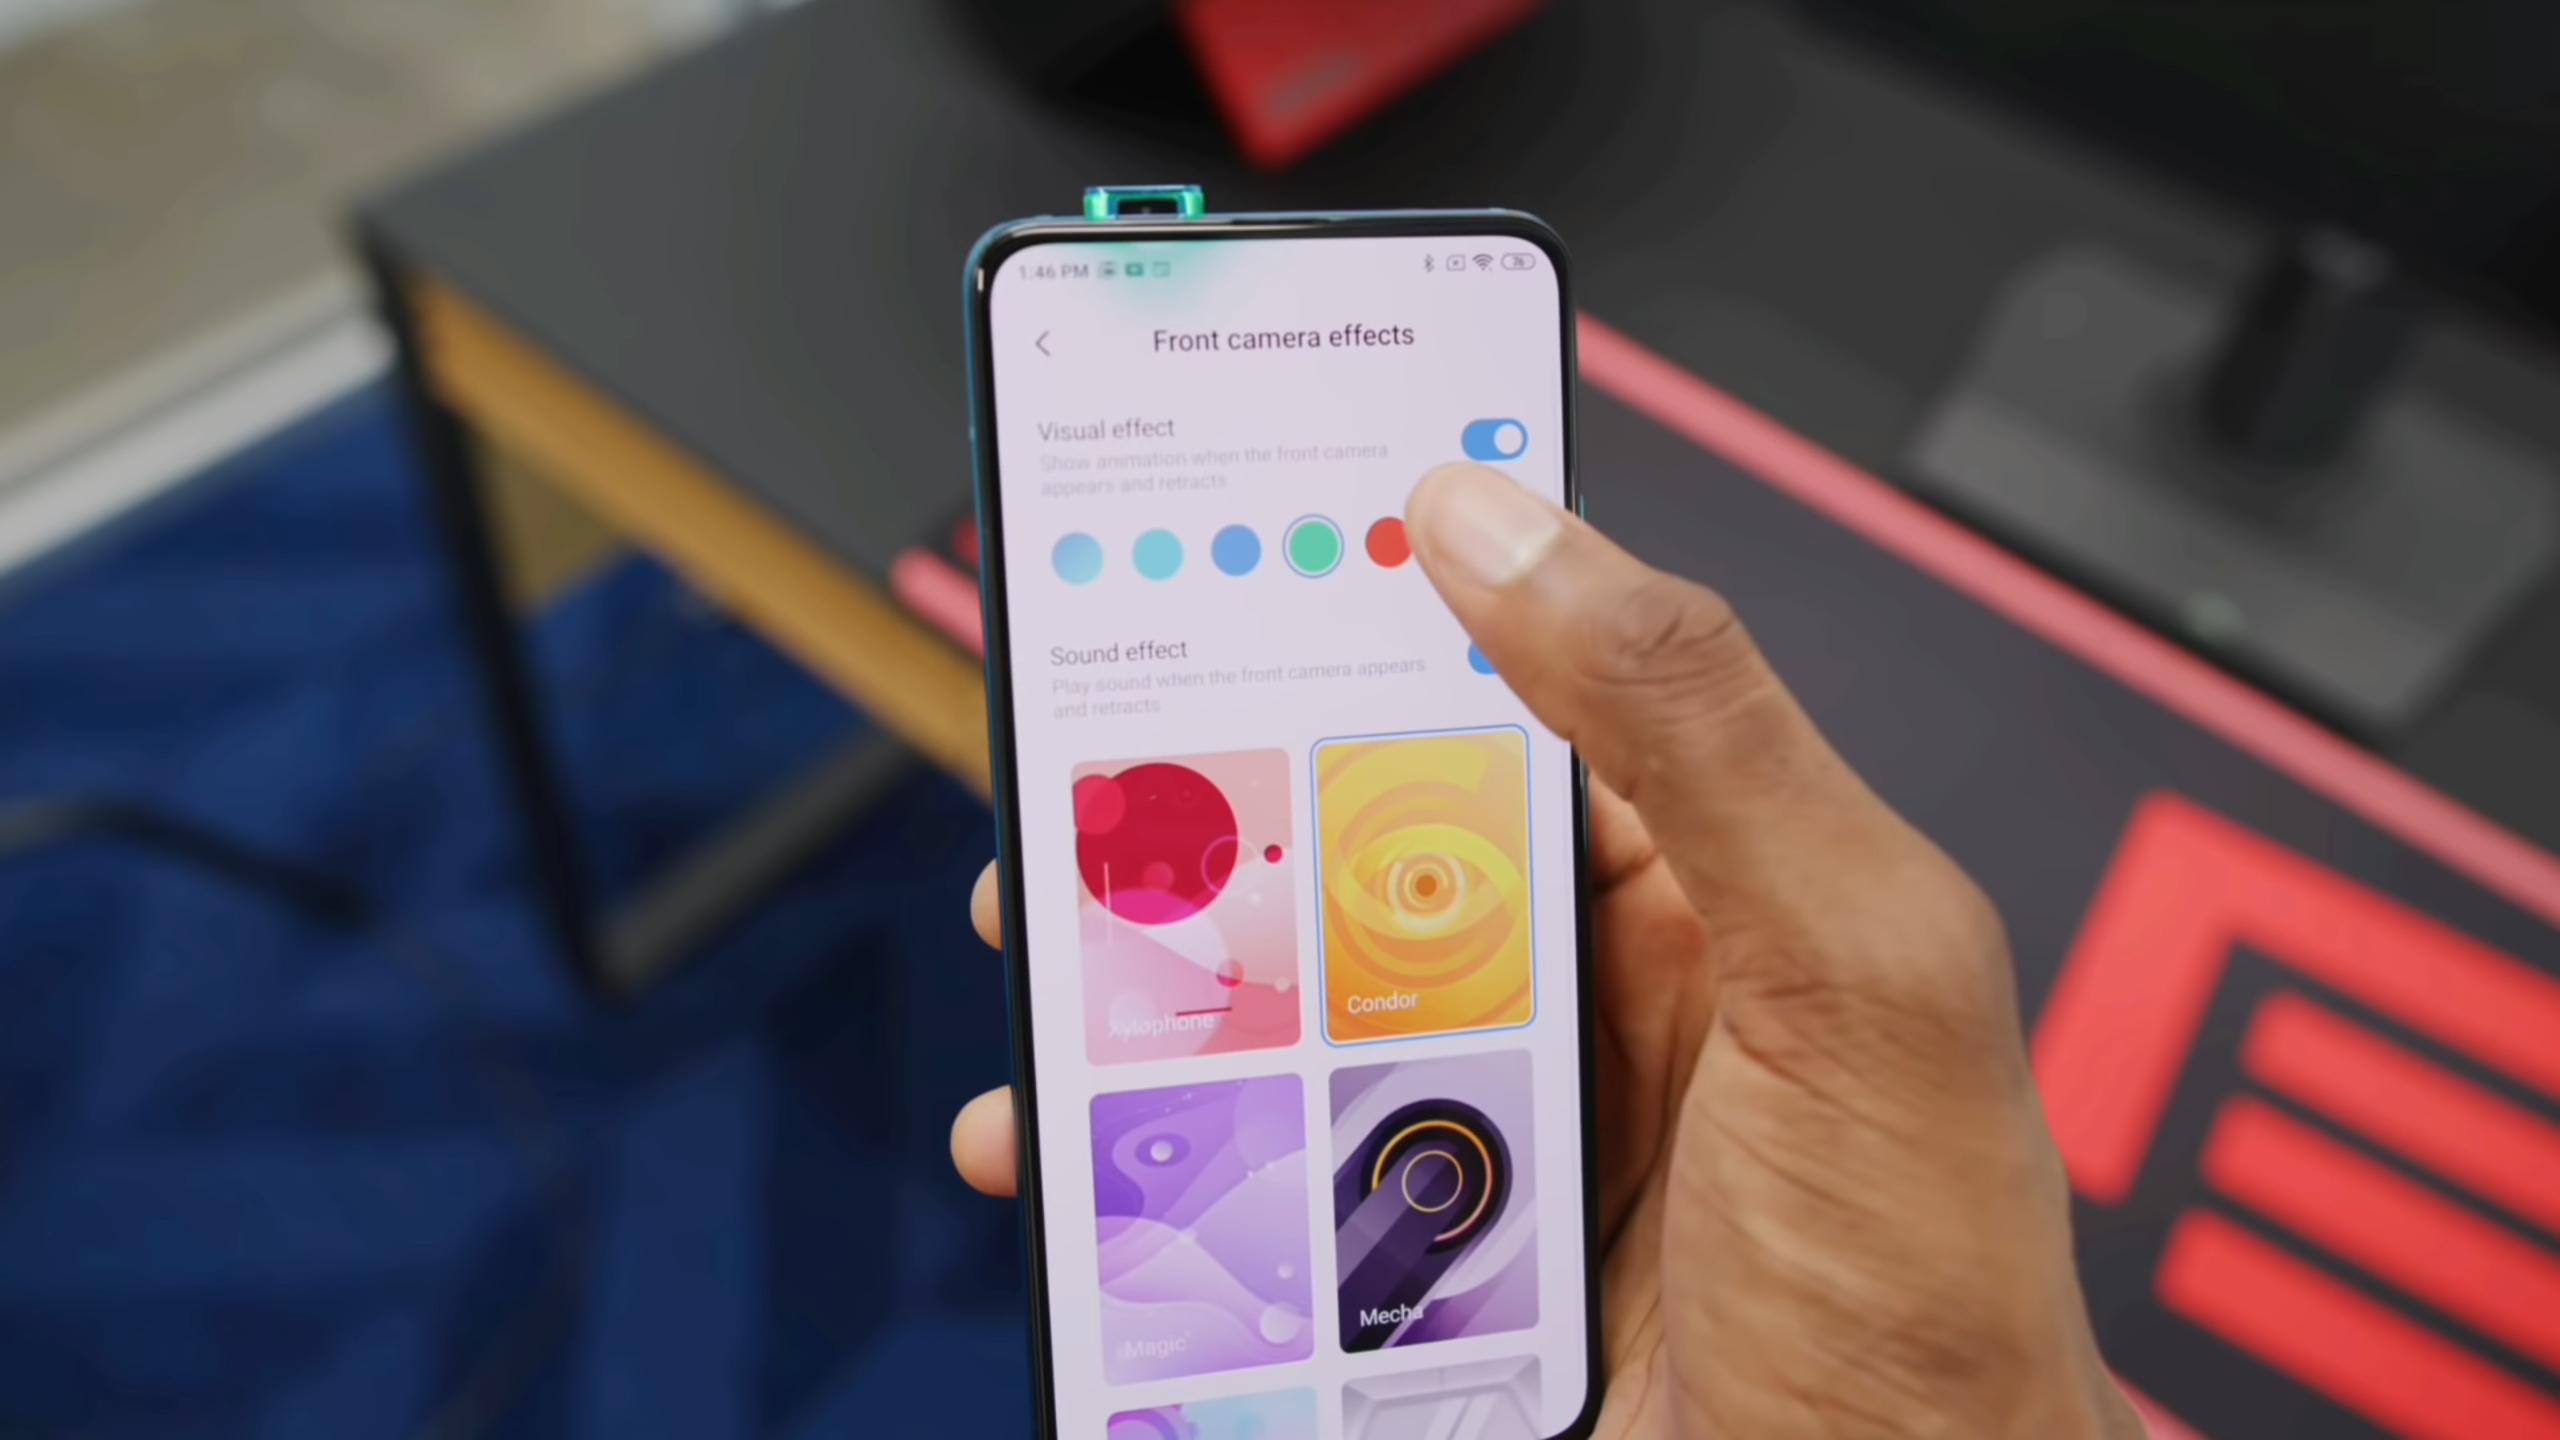 1:46 PM
76
Front camera effects
Visual effect
Show animation when the front camera
appears and retracts
Sound effect
Play sound when the front camera appears
and retracts
Xylophone
Condor
Magic
Mecha